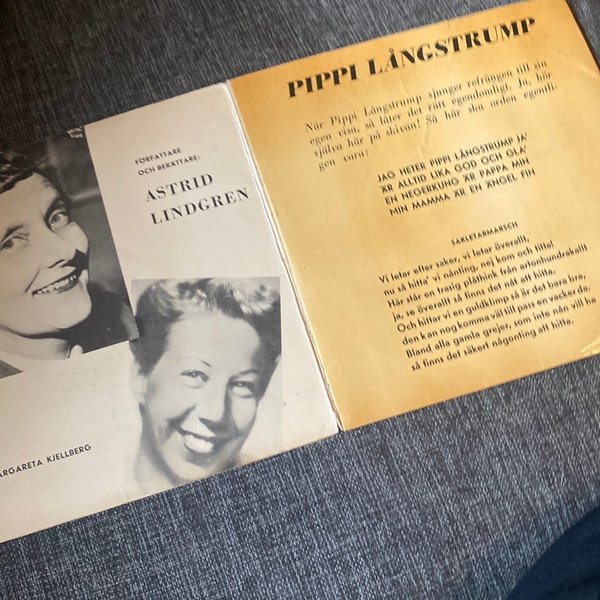 FÖRFATTARE
OCH BERÄTTARE:
ASTRID
LINDGREN
ARGARETA KJELLBERG
PIPPI LÅNGSTRUMP
När Pippi Långstrump sjunger refrängen till sin
egen visa, så låter det rätt egendomligt. Ja, hör
själva här på skivan! Så här ska orden egentli-
gen vara:
JAG HETER PIPPI LÅNGSTRUMP JA'
ÄR ALLTID LIKA GOD OCH GLA'
EN NEGERKUNG ÄR PAPPA MIN
MIN MAMMA ÄR EN ÄNGEL FIN
SAKLETARMARSCH
Vi letar efter saker, vi letar överallt,
nu så hitta' vi nånting, nej kom och titta!
Här står en trasig plåttink från artonhundrakallt
ja, se överallt så finns det nåt att hitta.
Och hittar vi en guldklimp så är det bara bra,
den kan nog komma väl till pass en vacker da.
Bland alla gamla grejer, som inte nån vill ha
så finns det säkert någonting att hitta.